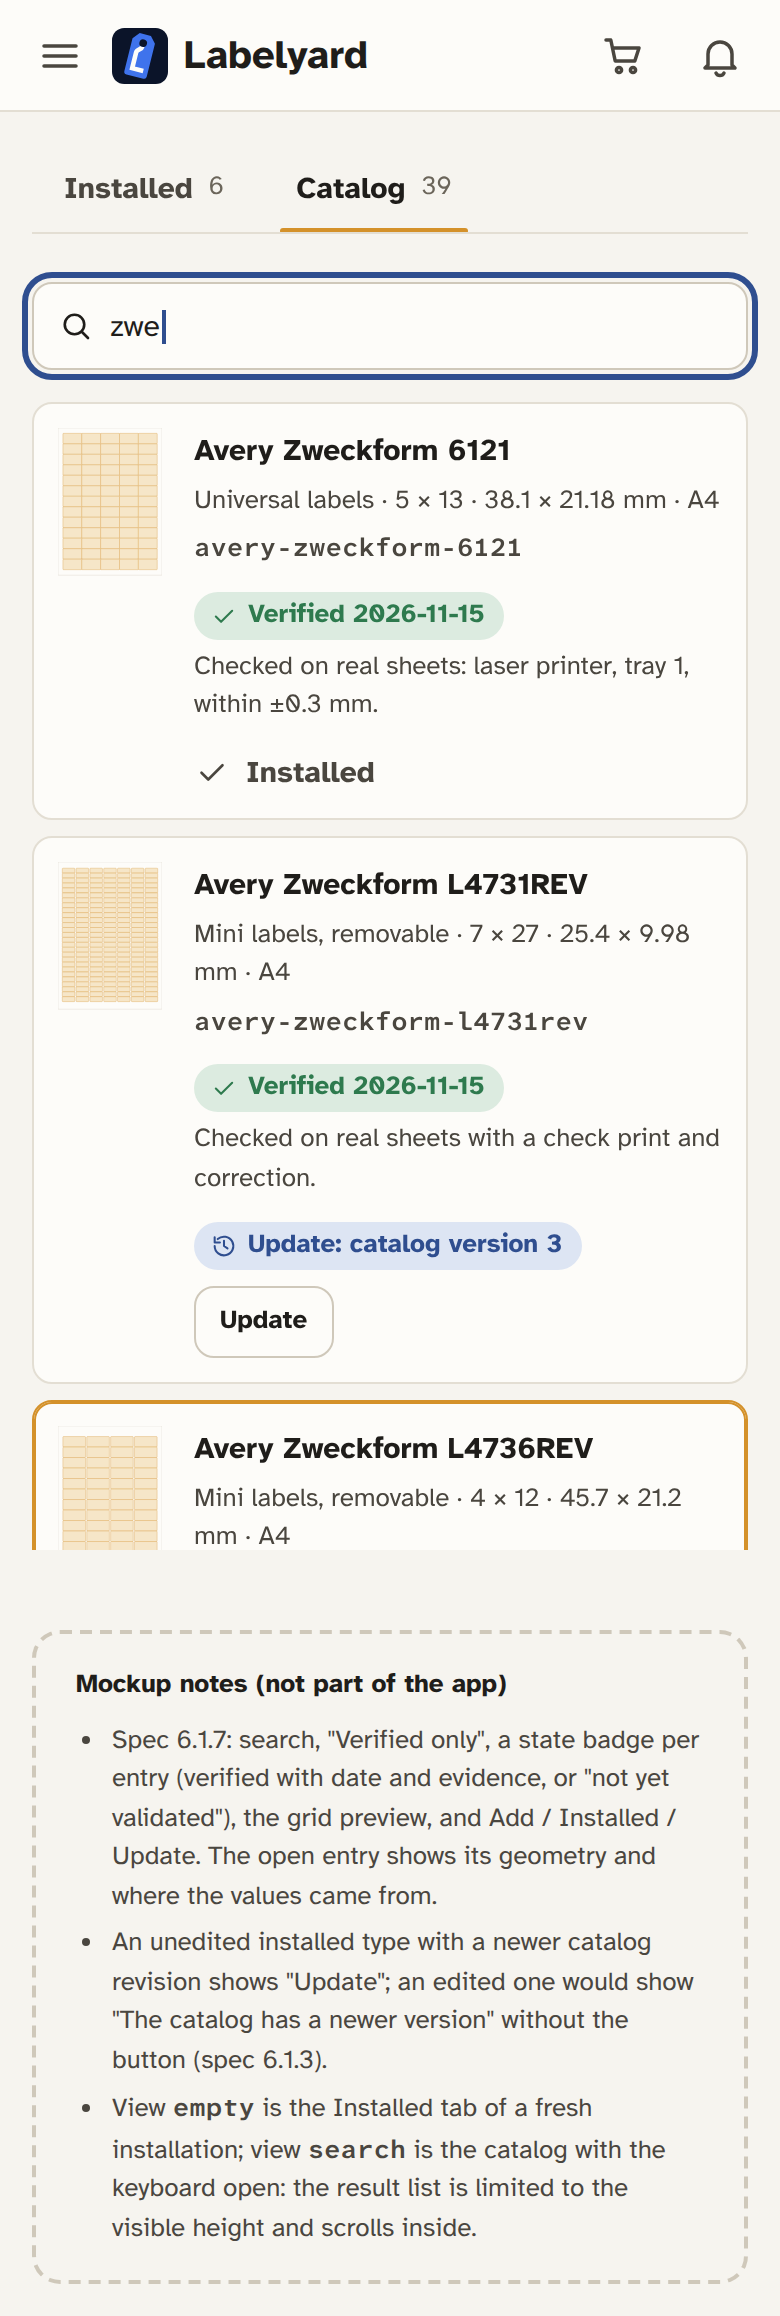 Labelyard
Installed 6 Catalog 39
zwe
Avery Zweckform 6121
Universal labels · 5 × 13 · 38.1 × 21.18 mm · A4
avery-zweckform-6121
Verified 2026-11-15
Checked on real sheets: laser printer, tray 1,
within ±0.3 mm.
Installed
Avery Zweckform L4731REV
Mini labels, removable · 7 × 27 · 25.4 × 9.98
mm · A4
avery-zweckform-l4731rev
Verified 2026-11-15
Checked on real sheets with a check print and
correction.
Update: catalog version 3
Update
Avery Zweckform L4736REV
Mini labels, removable · 4 × 12 · 45.7 × 21.2
mm · A4
Mockup notes (not part of the app)
• Spec 6.1.7: search, "Verified only", a state badge per
entry (verified with date and evidence, or "not yet
validated"), the grid preview, and Add / Installed /
Update. The open entry shows its geometry and
where the values came from.
• An unedited installed type with a newer catalog
revision shows "Update"; an edited one would show
"The catalog has a newer version" without the
button (spec 6.1.3).
• View empty is the Installed tab of a fresh
installation; view search is the catalog with the
keyboard open: the result list is limited to the
visible height and scrolls inside.